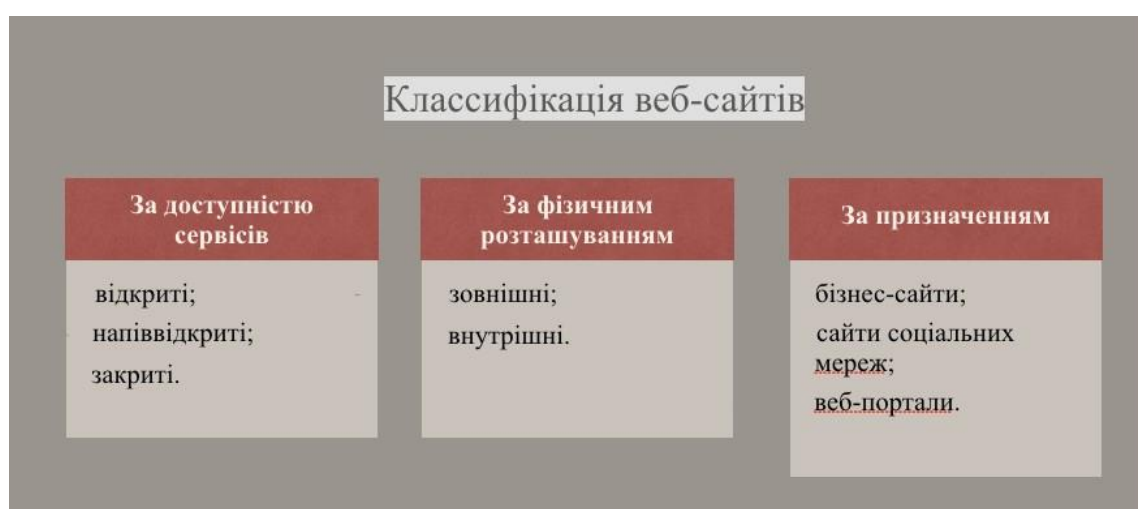 Классифікація веб-сайтів
За доступністю
сервісів
відкриті;
напіввідкриті;
закриті.
За фізичним
розташуванням
зовнішні;
внутрішні.
За призначенням
бізнес-сайти;
сайти соціальних
мереж;
веб-портали.